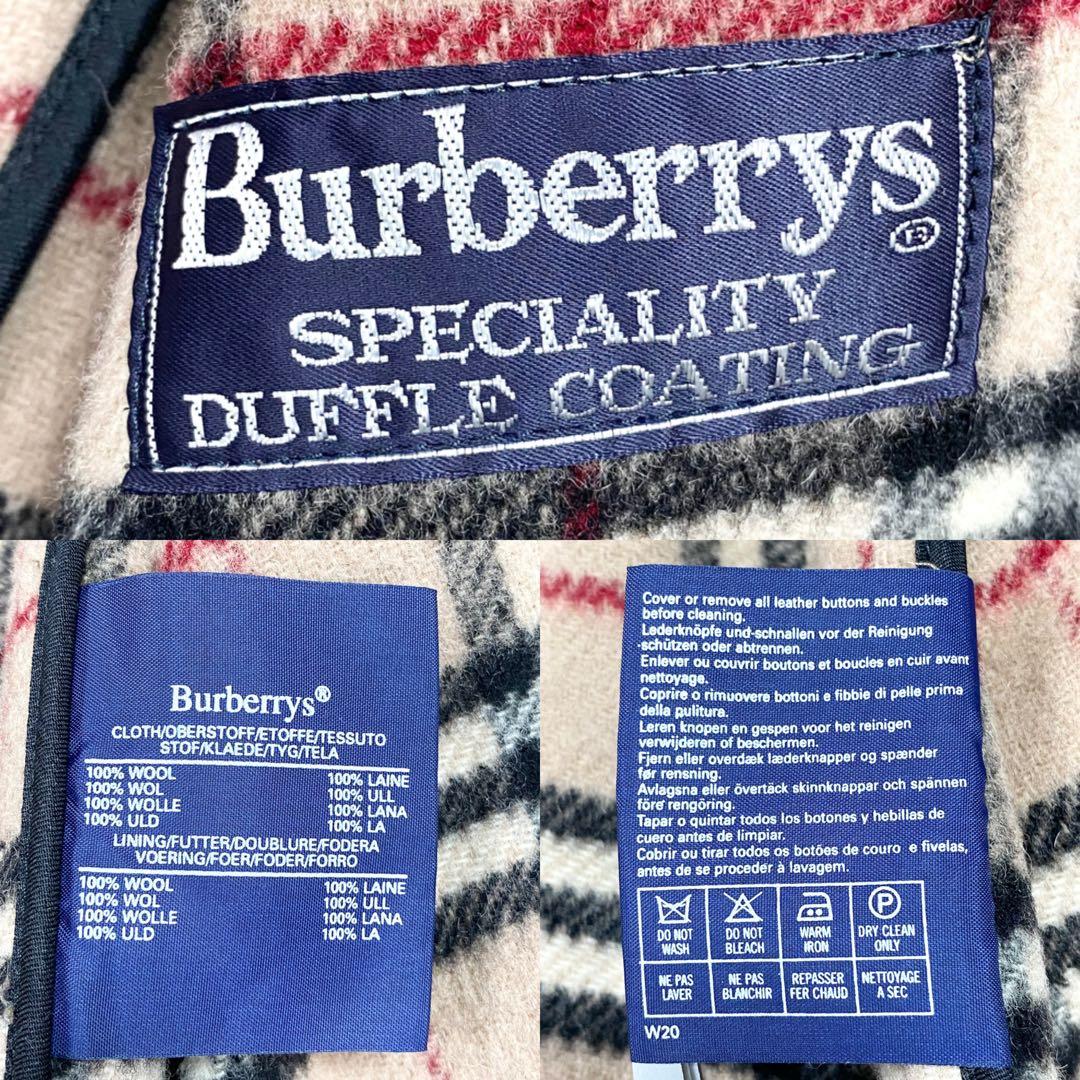 Burberrys
®
SPECIALITY
DUFFLE COATING
Burberrys®
CLOTH/OBERSTOFF/ETOFFE/TESSUTO
STOF/KLAEDE/TYG/TELA
100% WOOL 100% LAINE
100% WOL 100% ULL
100% WOLLE 100% LANA
100% ULD 100% LA
LINING/FUTTER/DOUBLURE/FODERA
VOERING/FOER/FODER/FORRO
100% WOOL 100% LAINE
100% WOL 100% ULL
100% WOLLE 100% LANA
100% ULD 100% LA
Cover or remove all leather buttons and buckles
before cleaning.
Lederknöpfe und-schnallen vor der Reinigung
-schützen oder abtrennen.
Enlever ou couvrir boutons et boucles en cuir avant
nettoyage.
Coprire o rimuovere bottoni e fibbie di pelle prima
della pulitura.
Leren knopen en gespen voor het reinigen
verwijderen of beschermen.
Fjern eller overdæk læderknapper og spænder
før rensning.
Avlagsna eller övertäck skinnknappar och spännen
före rengöring.
Tapar o quintar todos los botones y hebillas de
cuero antes de limpiar.
Cobrir ou tirar todos os botões de couro e fivelas,
antes de se proceder à lavagem.
P
DO NOT WASH
DO NOT BLEACH
WARM IRON
DRY CLEAN ONLY
NE PAS LAVER
NE PAS BLANCHIR
REPASSER FER CHAUD
NETTOYAGE A SEC
W20